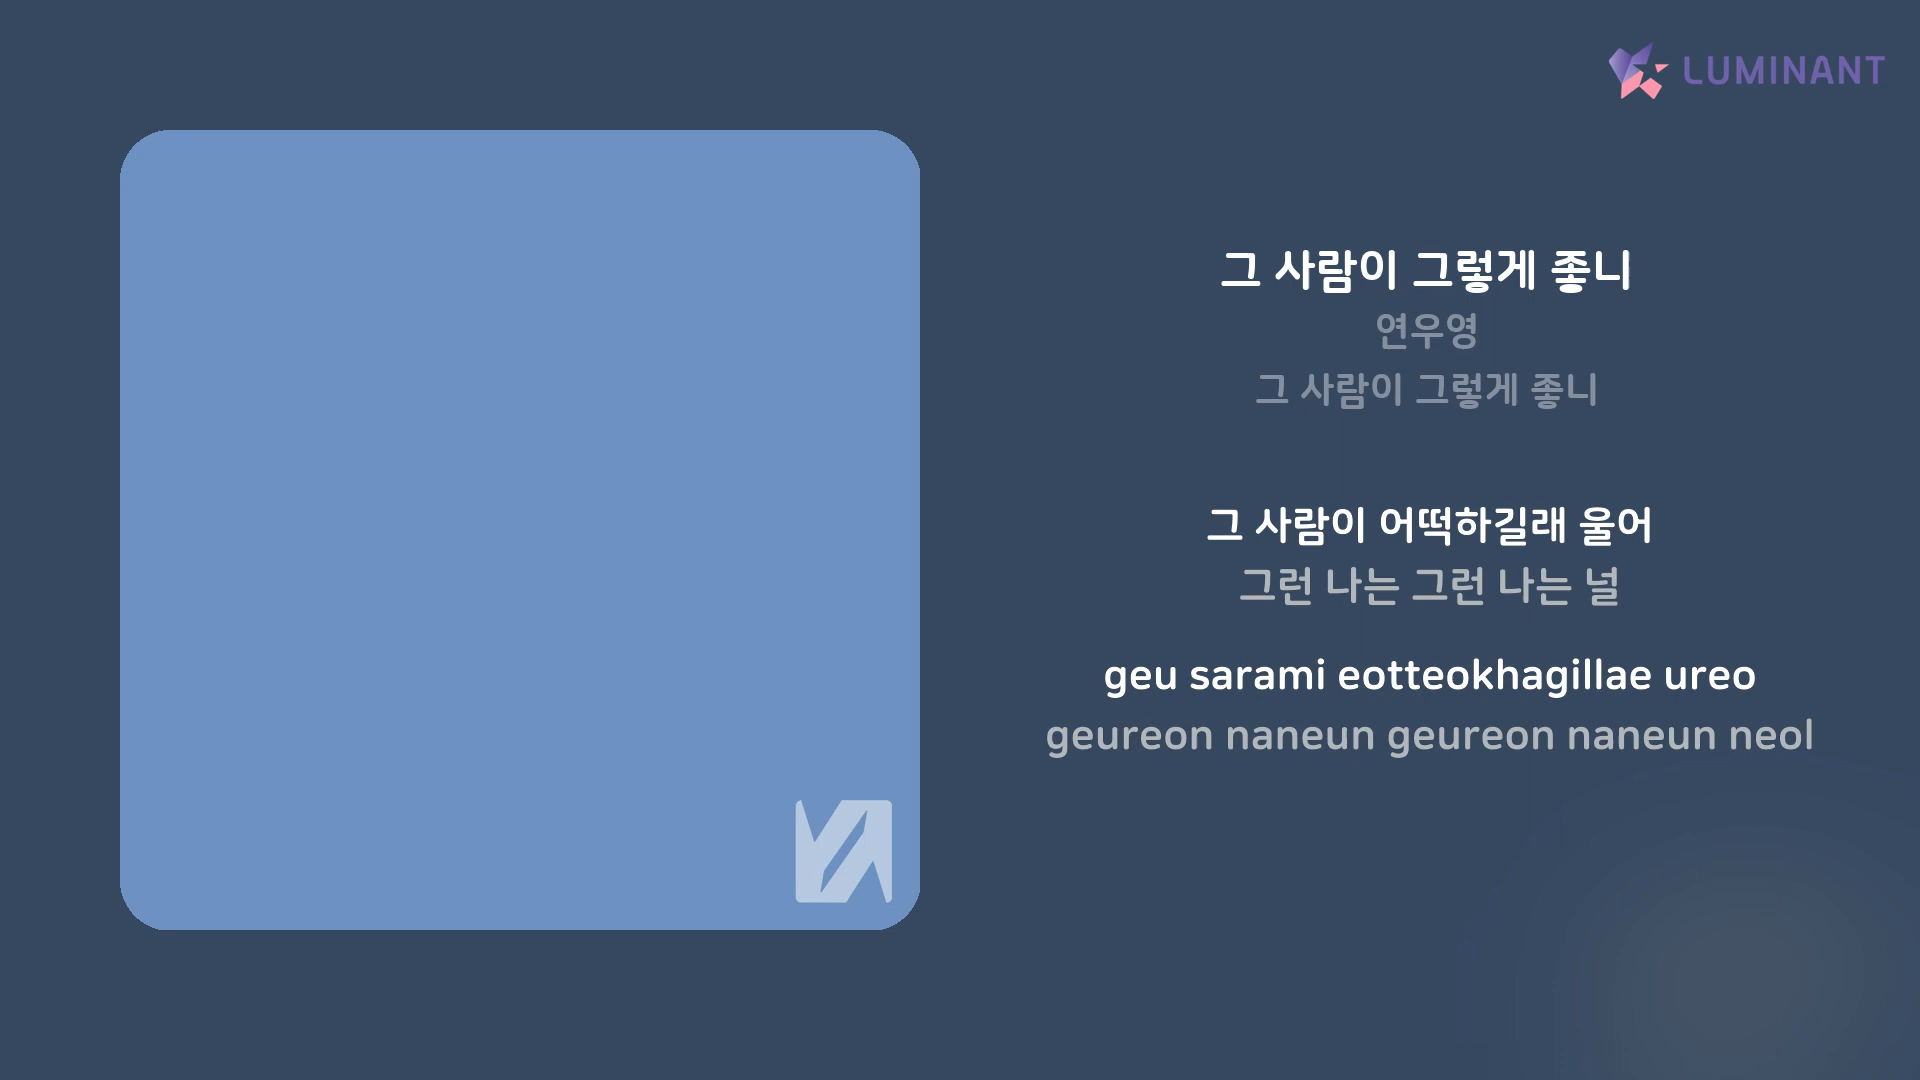 LUMINANT
그 사람이 그렇게 좋니
연우영
그 사람이 그렇게 좋니
그 사람이 어떡하길래 울어
그런 나는 그런 나는 널
geu sarami eotteokhagillae ureo
geureon naneun geureon naneun neol